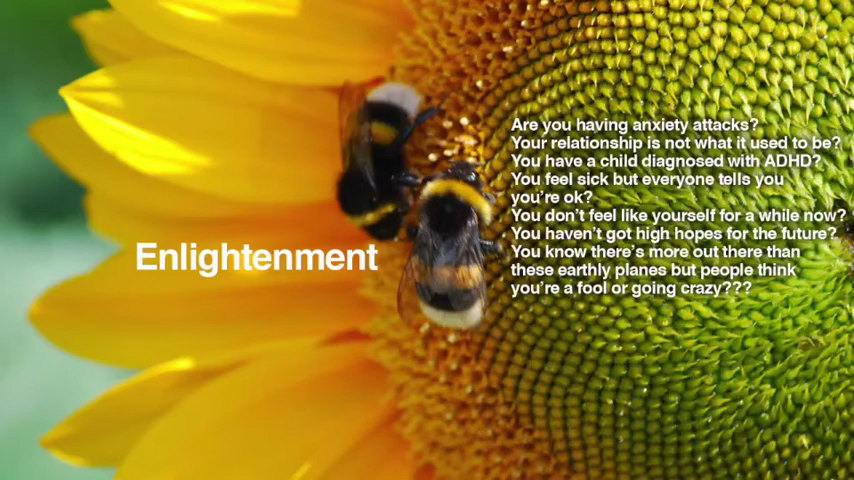 Enlightenment
Are you having anxiety attacks?
Your relationship is not what it used to be?
You have a child diagnosed with ADHD?
You feel sick but everyone tells you
you're ok?
You don't feel like yourself for a while now?
You haven't got high hopes for the future?
You know there's more out there than
these earthly planes but people think
you're a fool or going crazy???